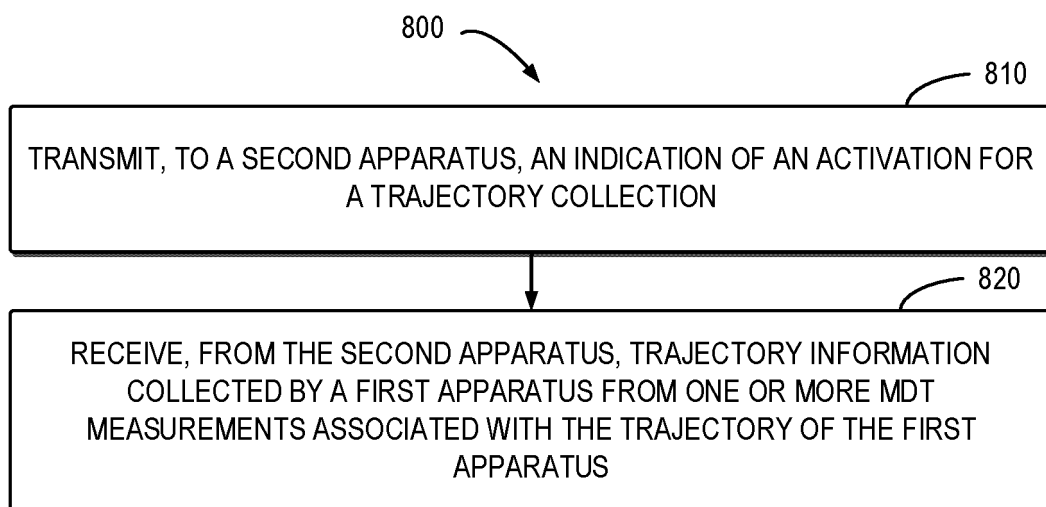 800
810
TRANSMIT, TO A SECOND APPARATUS, AN INDICATION OF AN ACTIVATION FOR
A TRAJECTORY COLLECTION
820
RECEIVE, FROM THE SECOND APPARATUS, TRAJECTORY INFORMATION
COLLECTED BY A FIRST APPARATUS FROM ONE OR MORE MDT
MEASUREMENTS ASSOCIATED WITH THE TRAJECTORY OF THE FIRST
APPARATUS